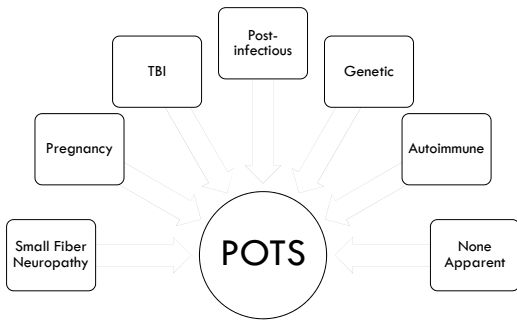 Post-
infectious
TBI
Genetic
Pregnancy
Autoimmune
Small Fiber
Neuropathy
POTS
None
Apparent